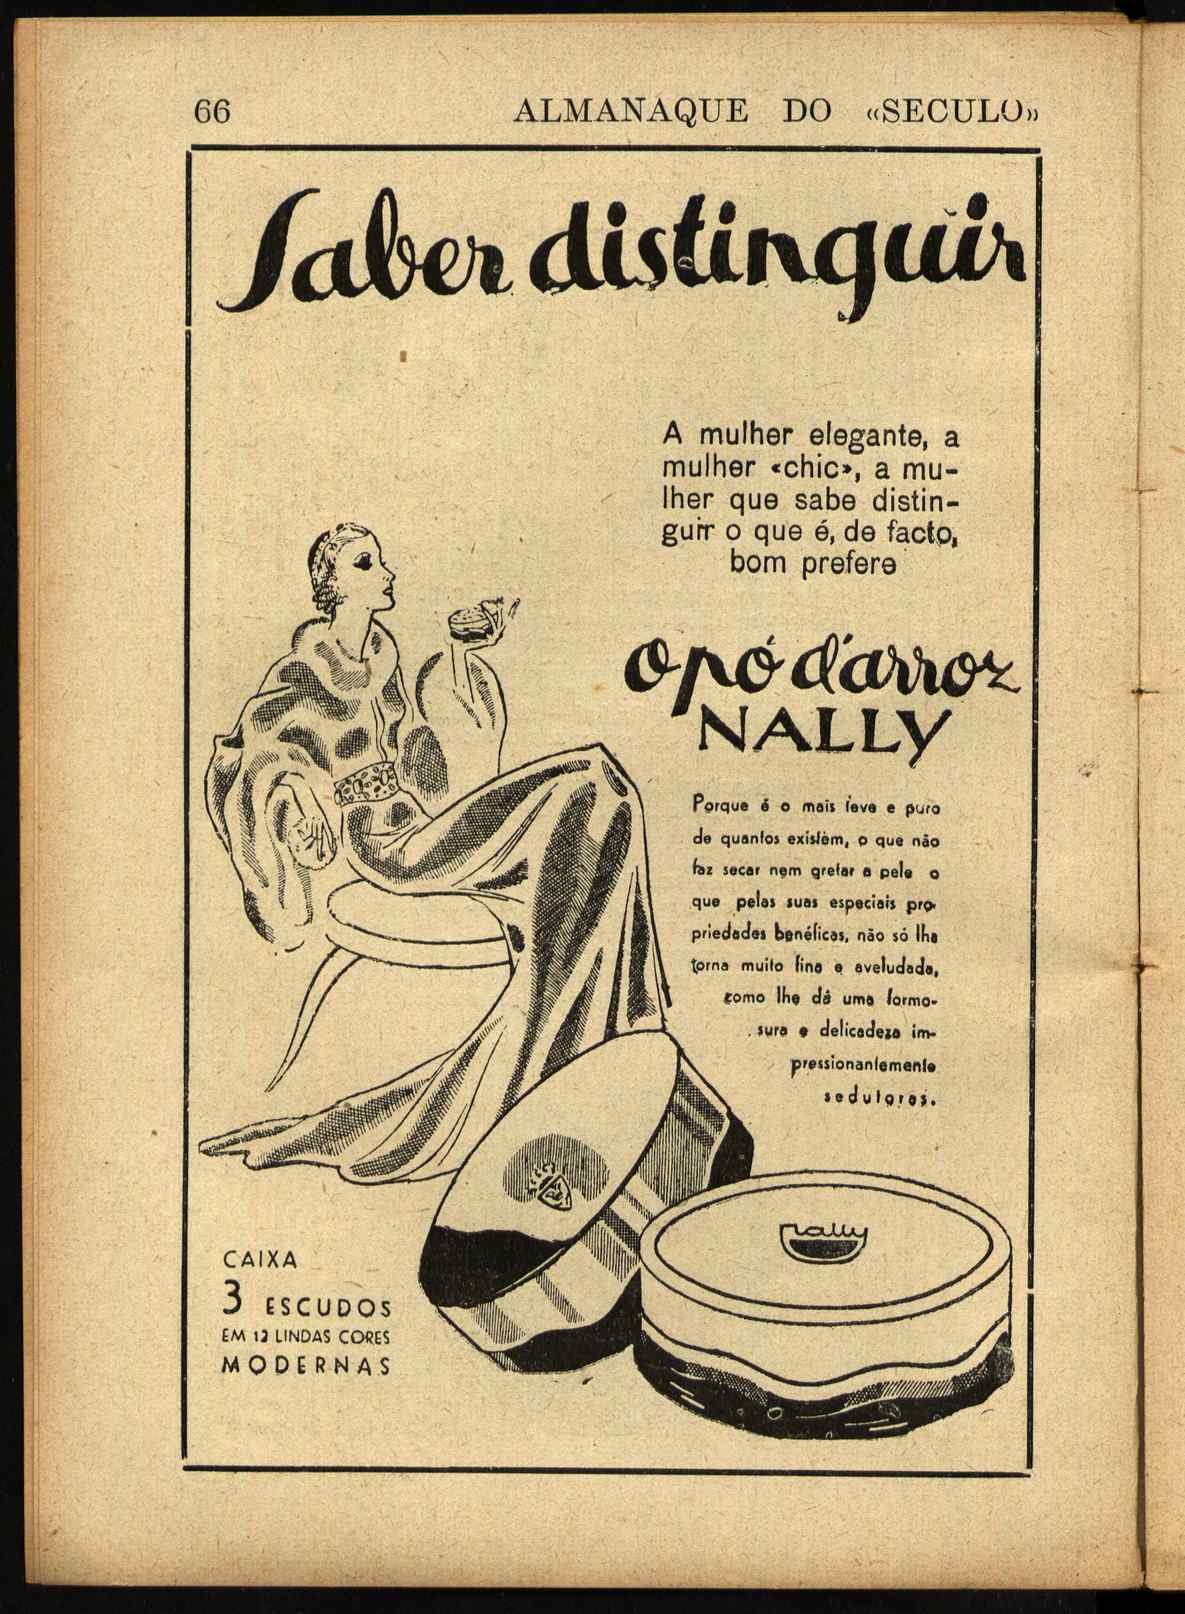 66 ALMANAQUE DO «SECULO»
Saber distinguir
A mulher elegante, a
mulher «chic», a mu-
lher que sabe distin-
guir o que é, de facto,
bom prefere
o pó d'arroz
NALLY
Porque é o mais leve e puro
de quantos existem, o que não
faz secar nem gretar a pele e
que pelas suas especiais pro-
priedades benéficas, não só lha
torna muito fina e aveludada,
como lhe dá uma formo-
sura e delicadeza im-
pressionantemente
sedutoras.
nally
CAIXA
3 ESCUDOS
EM 12 LINDAS CORES
MODERNAS